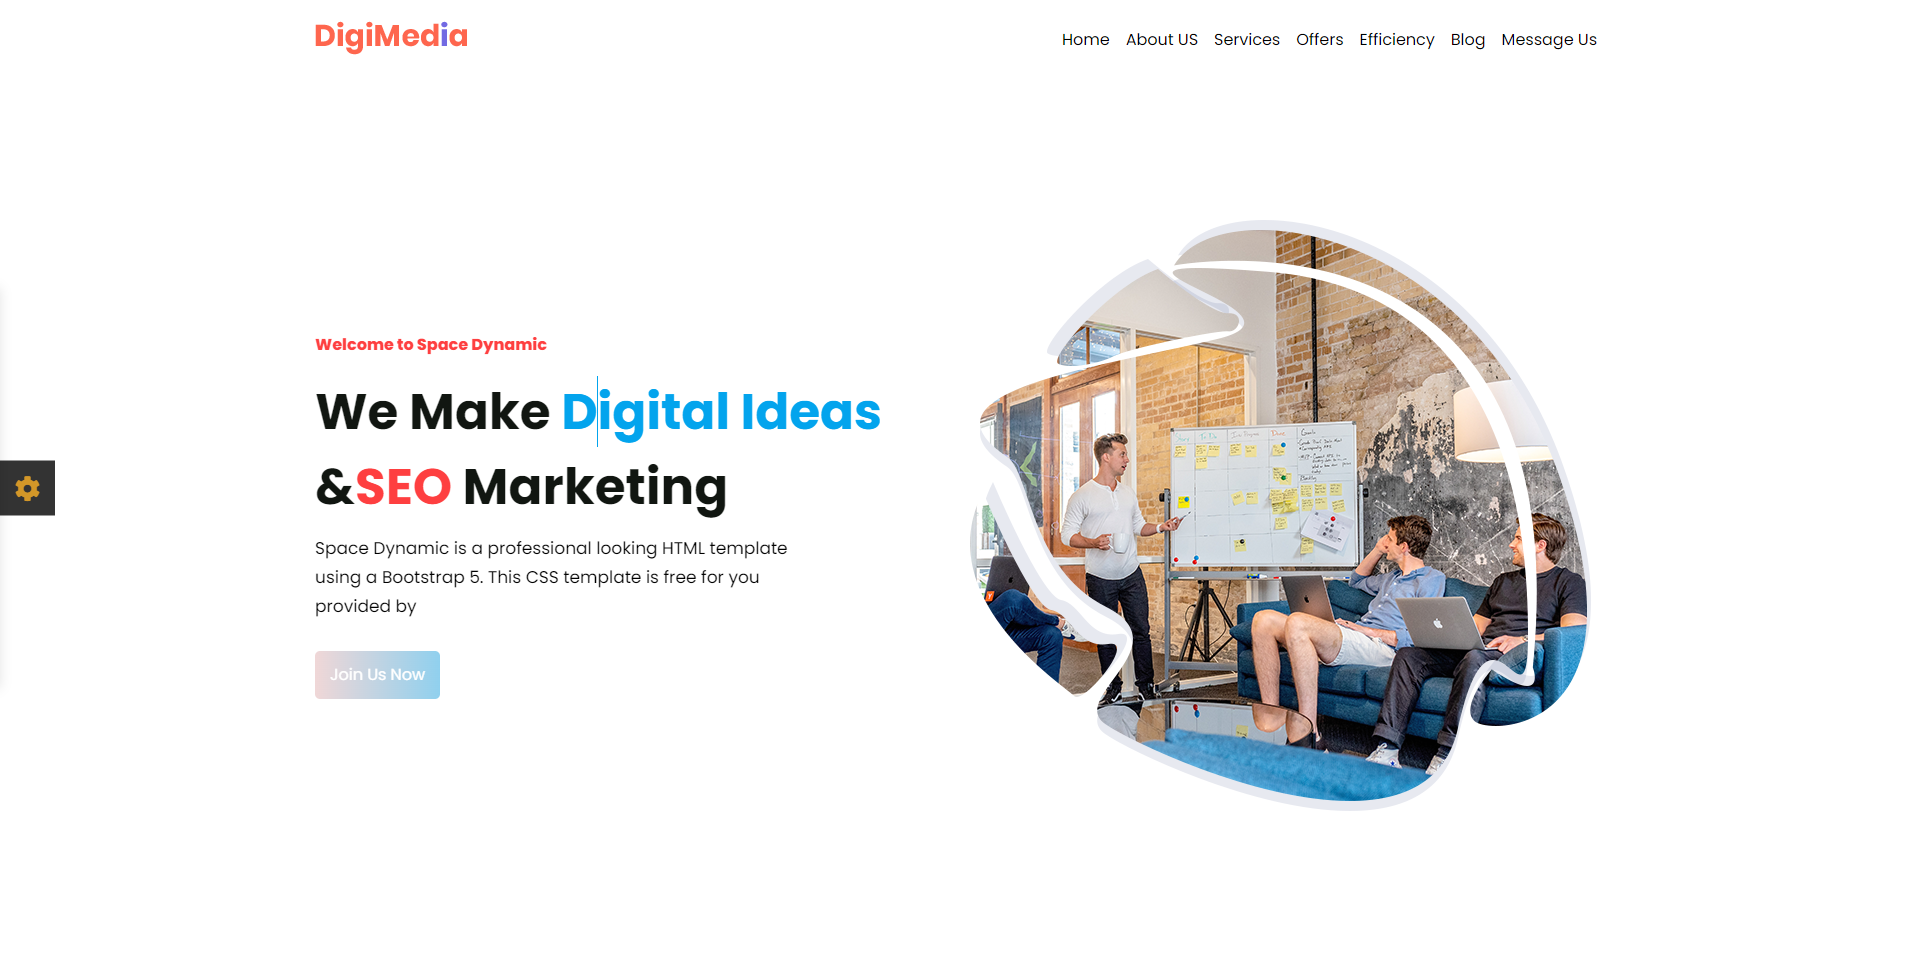 DigiMedia
Home About US Services Offers Efficiency Blog Message Us
Welcome to Space Dynamic
We Make Digital Ideas
&SEO Marketing
Space Dynamic is a professional looking HTML template
using a Bootstrap 5. This CSS template is free for you
provided by
Join Us Now
Goals